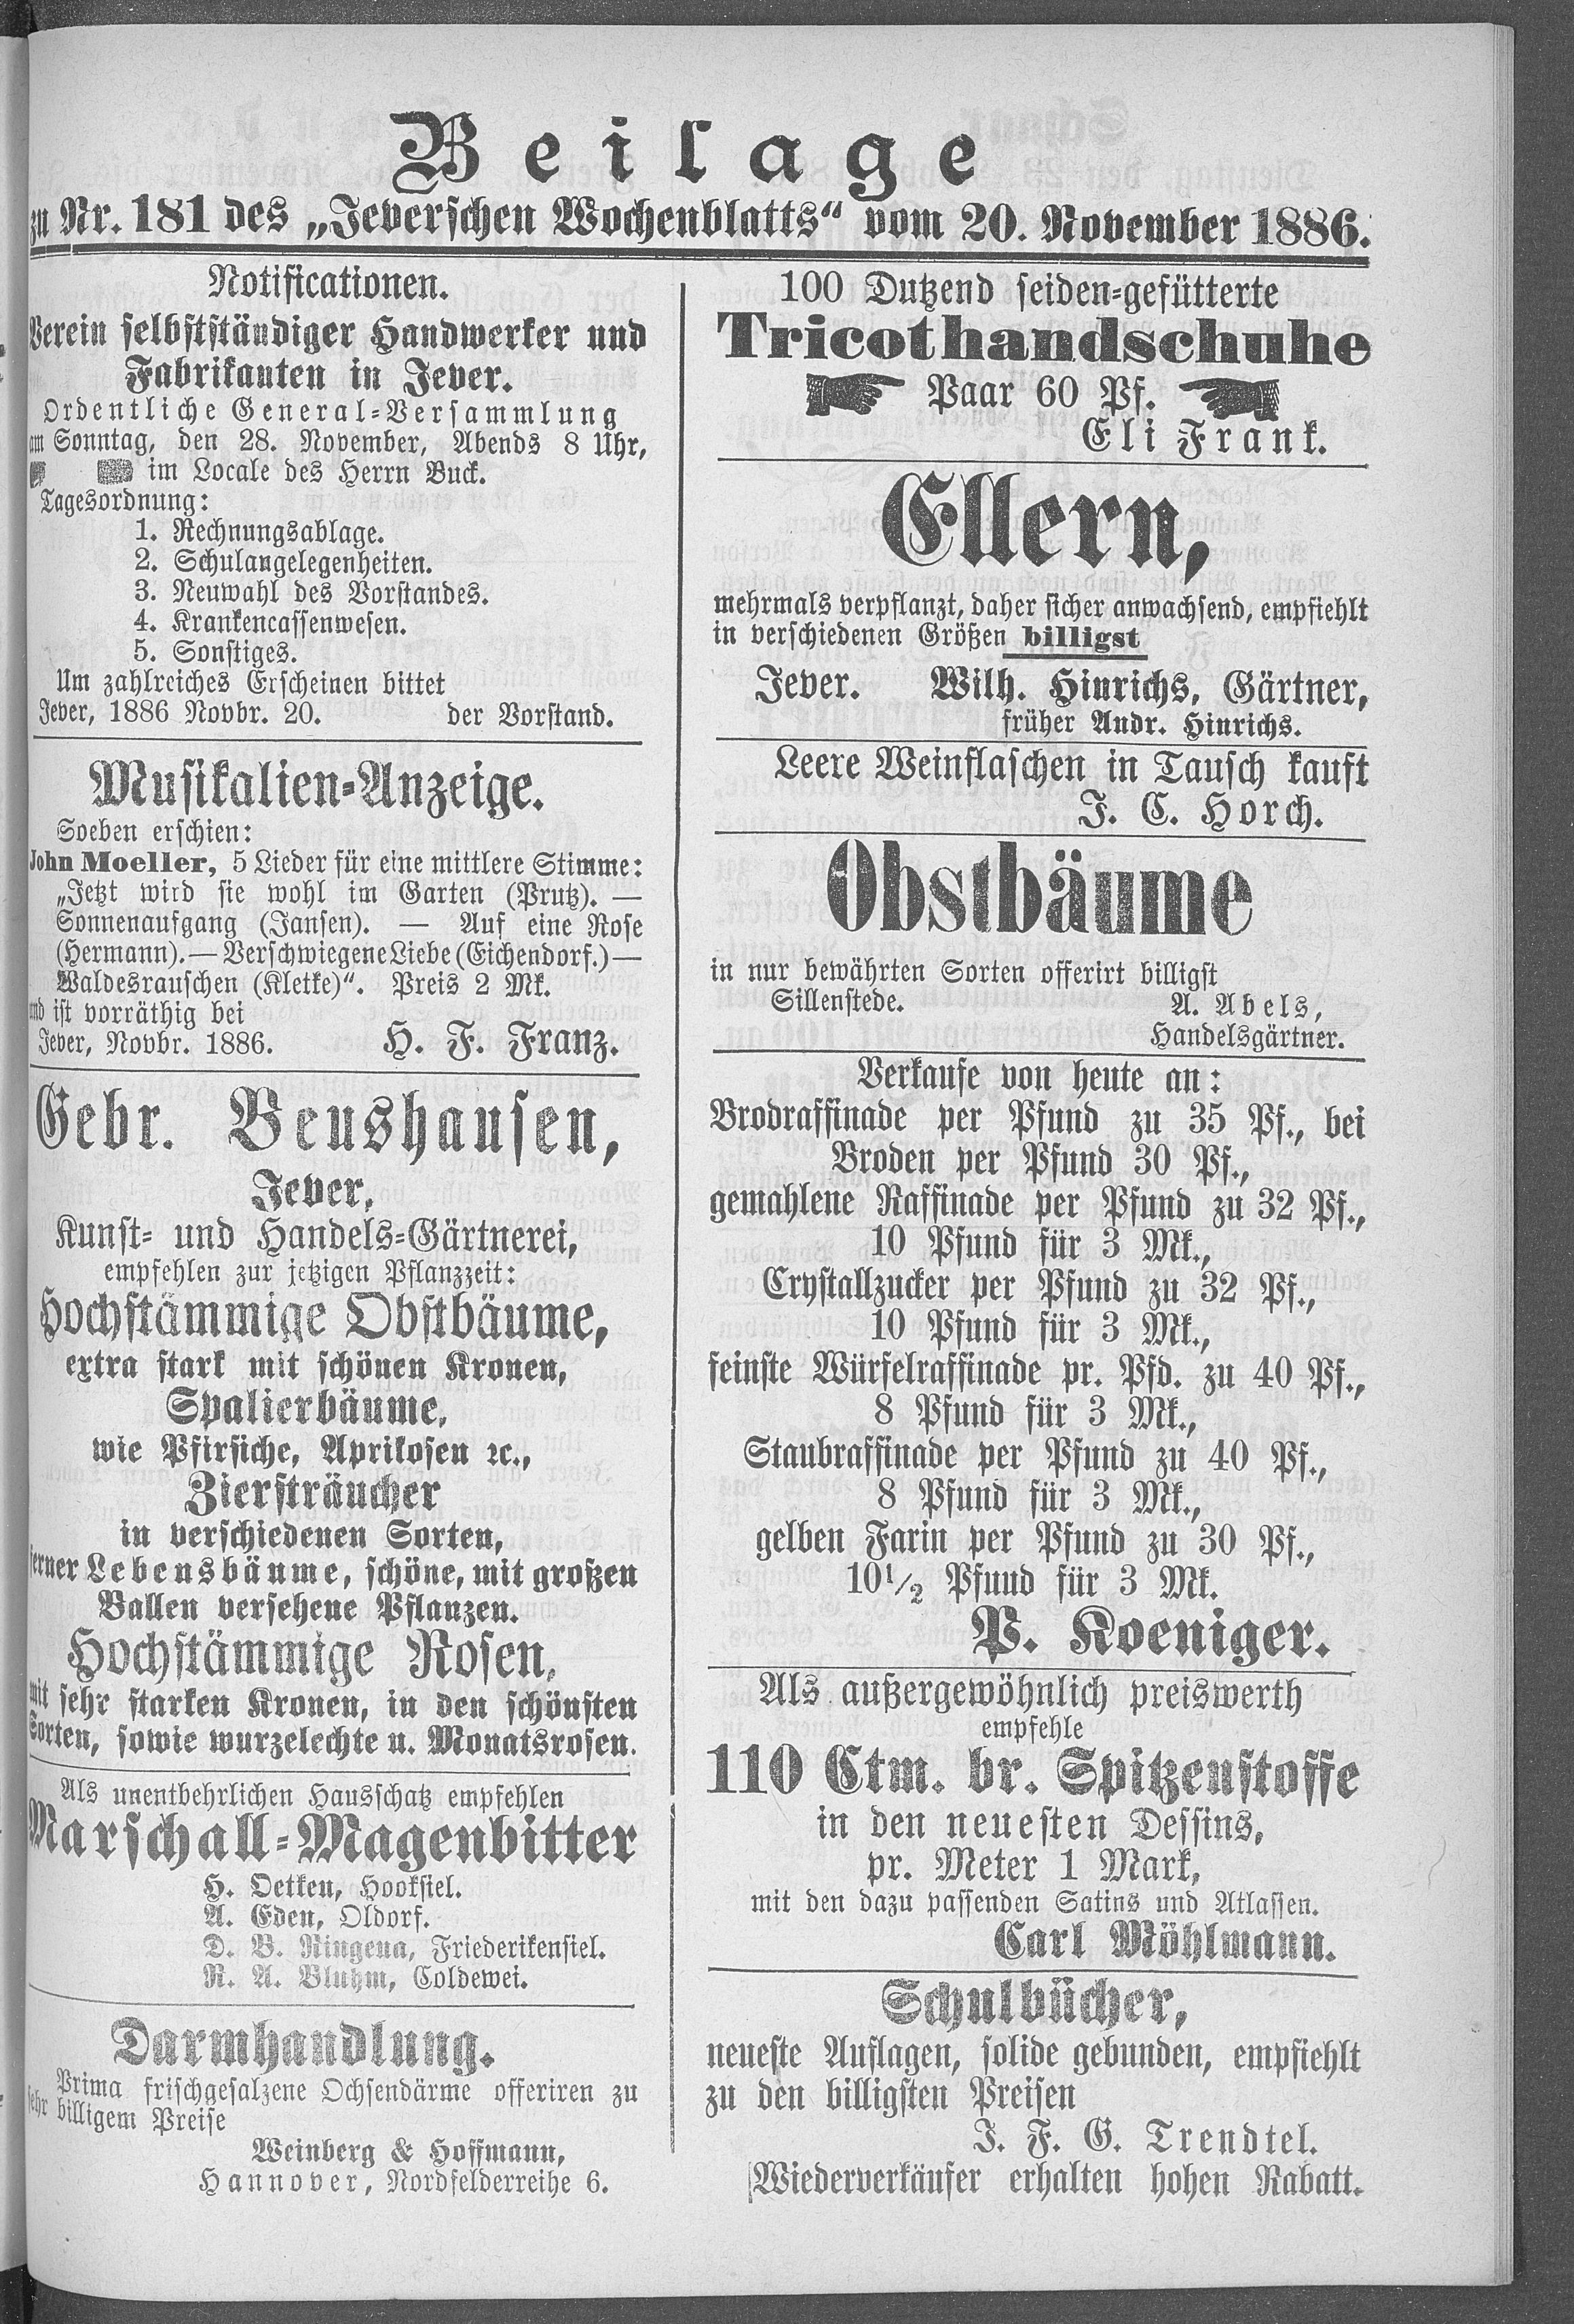 Beilage
zu Nr. 181 des „Jeverschen Wochenblatts“ vom 20. November 1886.
Notificationen.
Verein selbstständiger Handwerker und
Fabrikanten in Jever.
Ordentliche General-Versammlung
am Sonntag, den 28. November, Abends 8 Uhr,
im Locale des Herrn Buck.
Tagesordnung:
1. Rechnungsablage.
2. Schulangelegenheiten.
3. Neuwahl des Vorstandes.
4. Krankencassenwesen.
5. Sonstiges.
Um zahlreiches Erscheinen bittet
Jever, 1886 Novbr. 20. der Vorstand.
Musikalien-Anzeige.
Soeben erschien:
John Moeller, 5 Lieder für eine mittlere Stimme:
„Jetzt wird sie wohl im Garten (Prutz). —
Sonnenaufgang (Jansen). — Auf eine Rose
(Hermann). — Verschwiegene Liebe (Eichendorf.) —
Waldesrauschen (Kletke)“. Preis 2 Mk.
und ist vorräthig bei
Jever, Novbr. 1886. H. F. Franz.
Gebr. Beushausen,
Jever,
Kunst- und Handels-Gärtnerei,
empfehlen zur jetzigen Pflanzzeit:
Hochstämmige Obstbäume,
extra stark mit schönen Kronen,
Spalierbäume,
wie Pfirsiche, Aprikosen ꝛc.,
Ziersträucher
in verschiedenen Sorten,
ferner Lebensbäume, schöne, mit großen
Ballen versehene Pflanzen.
Hochstämmige Rosen,
mit sehr starken Kronen, in den schönsten
Sorten, sowie wurzelechte u. Monatsrosen.
Als unentbehrlichen Hausschatz empfehlen
Marschall-Magenbitter
H. Oetken, Hooksiel.
A. Eden, Oldorf.
D. B. Ringena, Friederikensiel.
R. A. Bluhm, Coldewei.
Darmhandlung.
Prima frischgesalzene Ochsendärme offeriren zu
sehr billigem Preise
Weinberg & Hoffmann,
Hannover, Nordfelderreihe 6.
100 Dutzend seiden-gefütterte
Tricothandschuhe
Paar 60 Pf.
Eli Frank.
Ellern,
mehrmals verpflanzt, daher sicher anwachsend, empfiehlt
in verschiedenen Größen billigst
Jever. Wilh. Hinrichs, Gärtner,
früher Andr. Hinrichs.
Leere Weinflaschen in Tausch kauft
J. C. Horch.
Obstbäume
in nur bewährten Sorten offerirt billigst
Sillenstede. A. Abels,
Handelsgärtner.
Verkaufe von heute an:
Brodraffinade per Pfund zu 35 Pf., bei
Broden per Pfund 30 Pf.,
gemahlene Raffinade per Pfund zu 32 Pf.,
10 Pfund für 3 Mk.,
Crystallzucker per Pfund zu 32 Pf.,
10 Pfund für 3 Mk.,
feinste Würfelraffinade pr. Pfd. zu 40 Pf.,
8 Pfund für 3 Mk.,
Staubraffinade per Pfund zu 40 Pf.,
8 Pfund für 3 Mk.,
gelben Farin per Pfund zu 30 Pf.,
10½ Pfund für 3 Mk.
P. Koeniger.
Als außergewöhnlich preiswerth
empfehle
110 Ctm. br. Spitzenstoffe
in den neuesten Dessins,
pr. Meter 1 Mark,
mit den dazu passenden Satins und Atlassen.
Carl Möhlmann.
Schulbücher,
neueste Auflagen, solide gebunden, empfiehlt
zu den billigsten Preisen
J. F. G. Trendtel.
Wiederverkäufer erhalten hohen Rabatt.